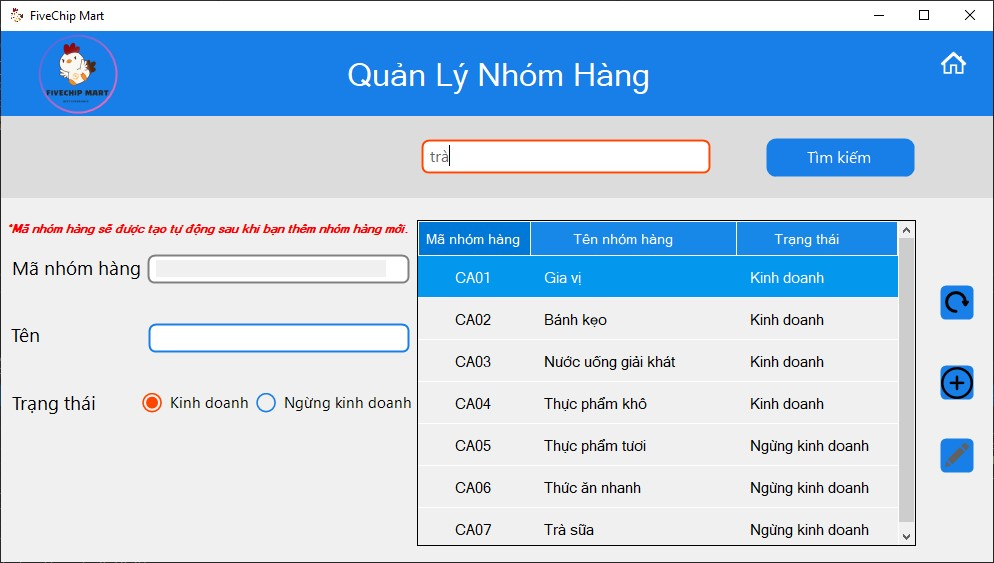 FiveChip Mart
FIVECHIP MART
Quản Lý Nhóm Hàng
trà
Tìm kiếm
*Mã nhóm hàng sẽ được tạo tự động sau khi bạn thêm nhóm hàng mới.
Mã nhóm hàng
Tên
Trạng thái
Kinh doanh
Ngừng kinh doanh
Mã nhóm hàng Tên nhóm hàng Trạng thái
CA01 Gia vị Kinh doanh
CA02 Bánh kẹo Kinh doanh
CA03 Nước uống giải khát Kinh doanh
CA04 Thực phẩm khô Kinh doanh
CA05 Thực phẩm tươi Ngừng kinh doanh
CA06 Thức ăn nhanh Ngừng kinh doanh
CA07 Trà sữa Ngừng kinh doanh